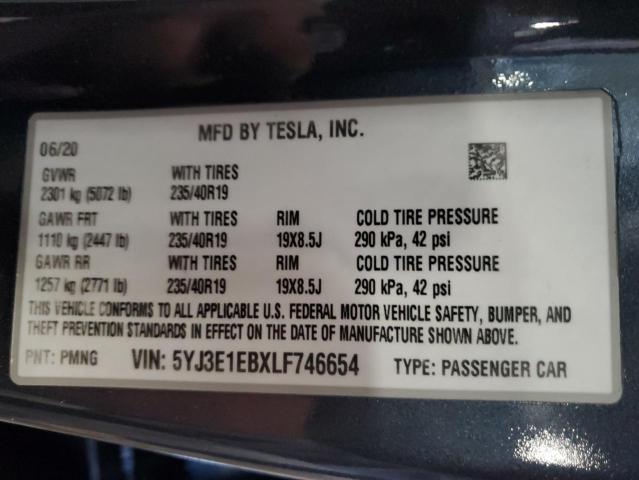 MFD BY TESLA, INC.
06/20
GVWR WITH TIRES
2301 kg (5072 lb) 235/40R19
GAWR FRT WITH TIRES RIM COLD TIRE PRESSURE
1110 kg (2447 lb) 235/40R19 19X8.5J 290 kPa, 42 psi
GAWR RR WITH TIRES RIM COLD TIRE PRESSURE
1257 kg (2771 lb) 235/40R19 19X8.5J 290 kPa, 42 psi
THIS VEHICLE CONFORMS TO ALL APPLICABLE U.S. FEDERAL MOTOR VEHICLE SAFETY, BUMPER, AND
THEFT PREVENTION STANDARDS IN EFFECT ON THE DATE OF MANUFACTURE SHOWN ABOVE.
PNT: PMNG VIN: 5YJ3E1EBXLF746654 TYPE: PASSENGER CAR